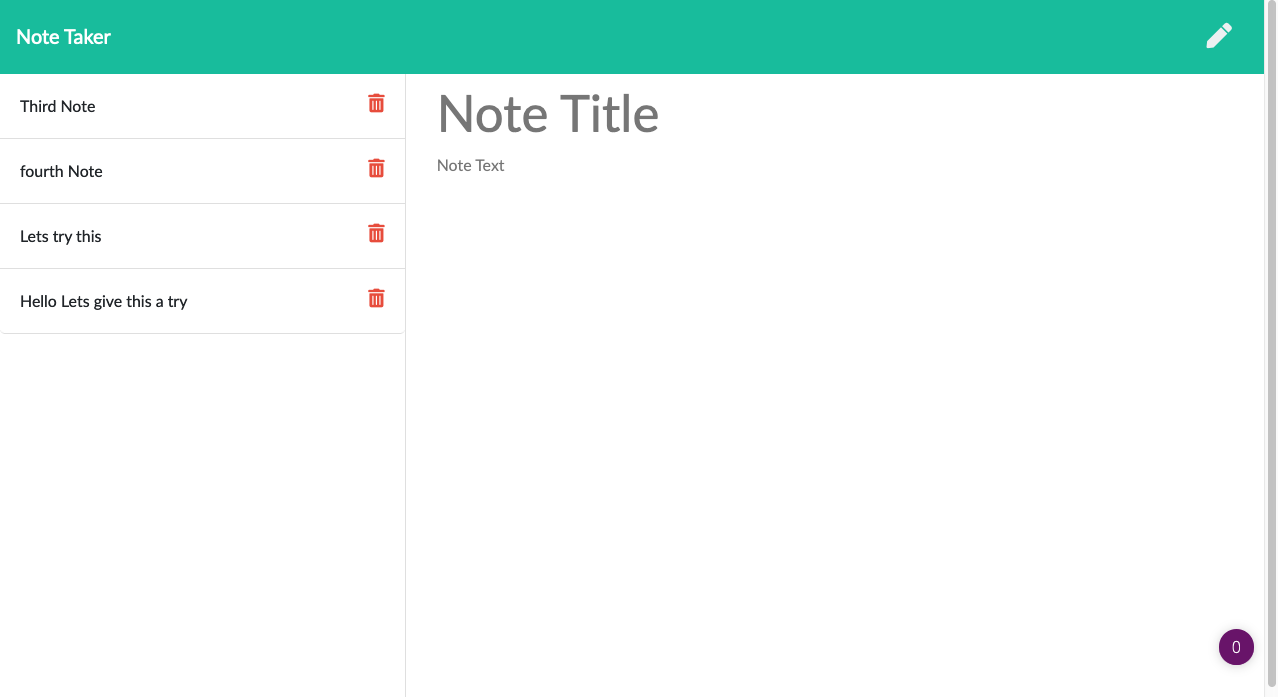 Note Taker
Third Note
fourth Note
Lets try this
Hello Lets give this a try
Note Title
Note Text
0